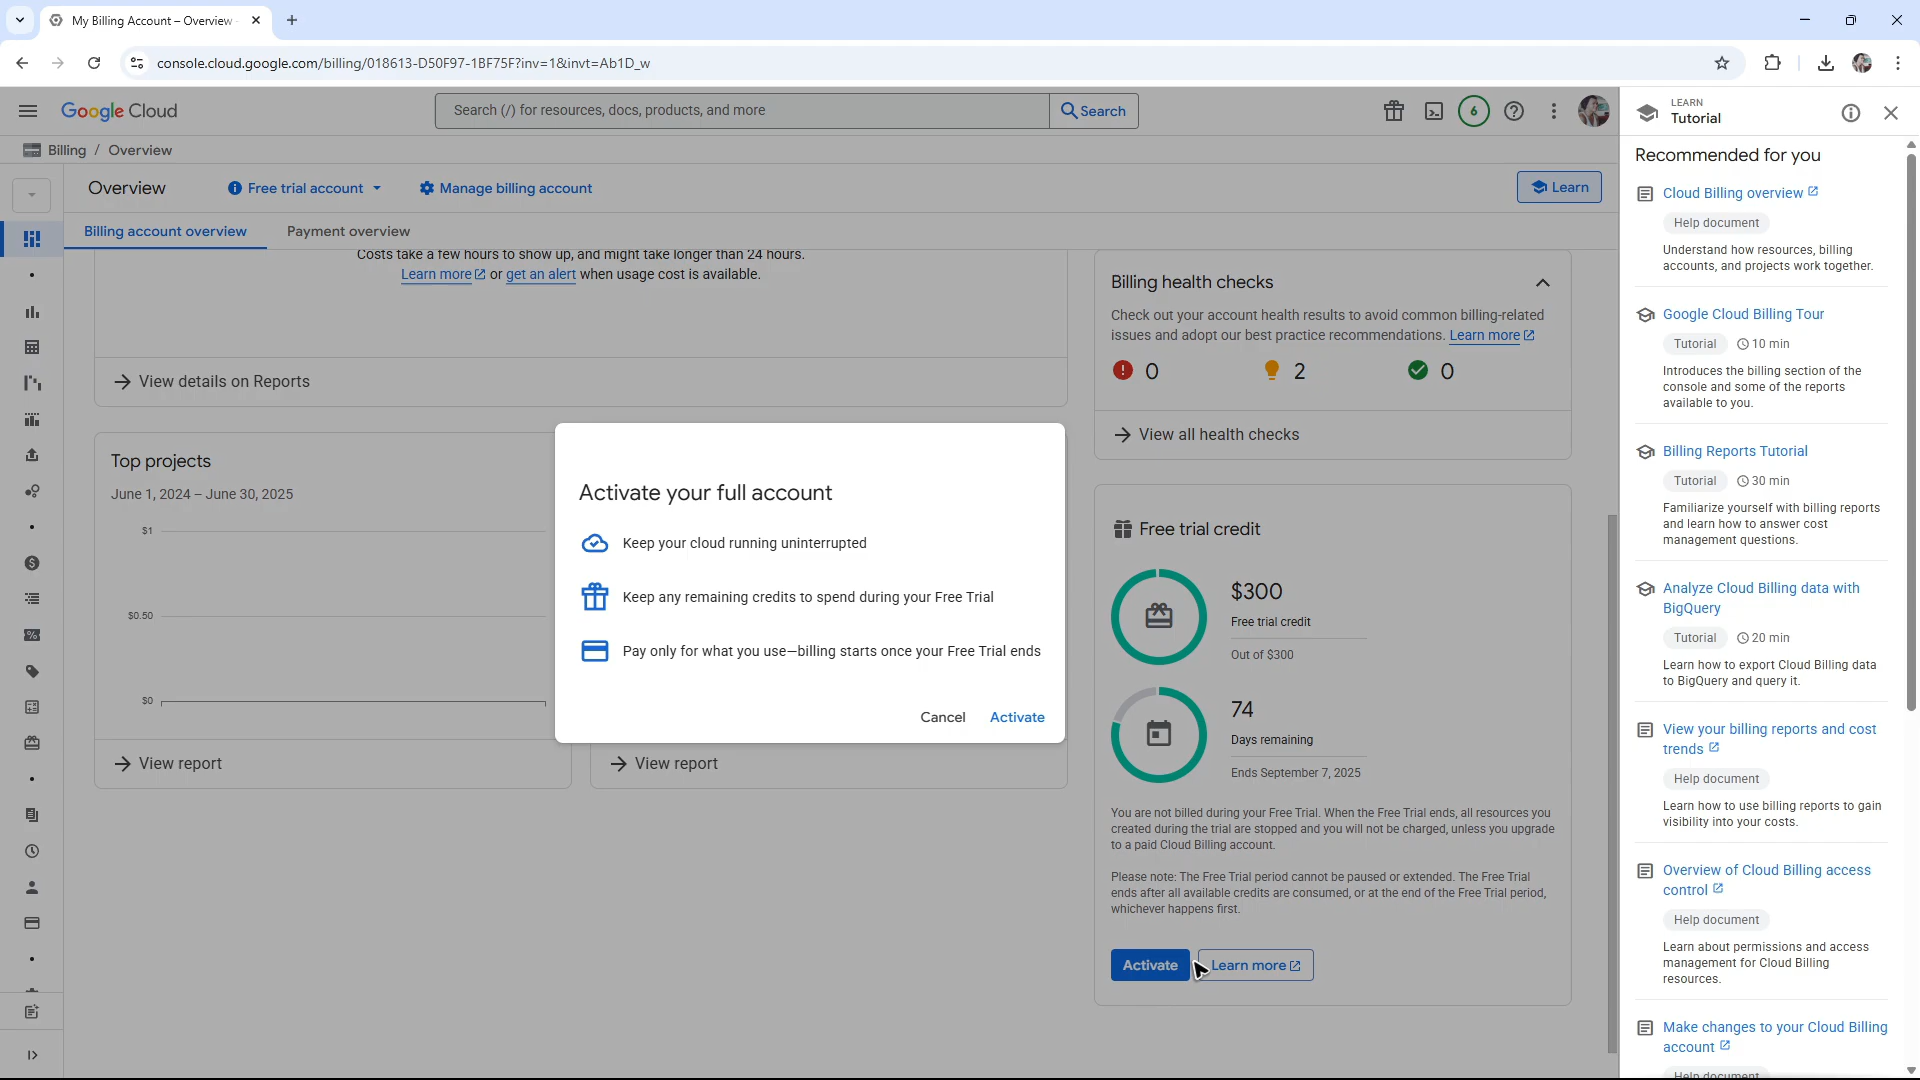 My Billing Account – Overview
console.cloud.google.com/billing/018613-D50F97-1BF75F?inv=1&invt=Ab1D_w
Google Cloud
Search (/) for resources, docs, products, and more
Search
6
Billing / Overview
Overview
Free trial account
Manage billing account
Learn
Billing account overview
Payment overview
Costs take a few hours to show up, and might take longer than 24 hours.
Learn more or get an alert when usage cost is available.
View details on Reports
Top projects
June 1, 2024 – June 30, 2025
$1
$0.50
$0
View report
View report
Activate your full account
Keep your cloud running uninterrupted
Keep any remaining credits to spend during your Free Trial
Pay only for what you use—billing starts once your Free Trial ends
Cancel
Activate
Billing health checks
Check out your account health results to avoid common billing-related
issues and adopt our best practice recommendations. Learn more
0
2
0
View all health checks
Free trial credit
$300
Free trial credit
Out of $300
74
Days remaining
Ends September 7, 2025
You are not billed during your Free Trial. When the Free Trial ends, all resources you
created during the trial are stopped and you will not be charged, unless you upgrade
to a paid Cloud Billing account.
Please note: The Free Trial period cannot be paused or extended. The Free Trial
ends after all available credits are consumed, or at the end of the Free Trial period,
whichever happens first.
Activate
Learn more
LEARN
Tutorial
Recommended for you
Cloud Billing overview
Help document
Understand how resources, billing
accounts, and projects work together.
Google Cloud Billing Tour
Tutorial
10 min
Introduces the billing section of the
console and some of the reports
available to you.
Billing Reports Tutorial
Tutorial
30 min
Familiarize yourself with billing reports
and learn how to answer cost
management questions.
Analyze Cloud Billing data with
BigQuery
Tutorial
20 min
Learn how to export Cloud Billing data
to BigQuery and query it.
View your billing reports and cost
trends
Help document
Learn how to use billing reports to gain
visibility into your costs.
Overview of Cloud Billing access
control
Help document
Learn about permissions and access
management for Cloud Billing
resources.
Make changes to your Cloud Billing
account
Help document